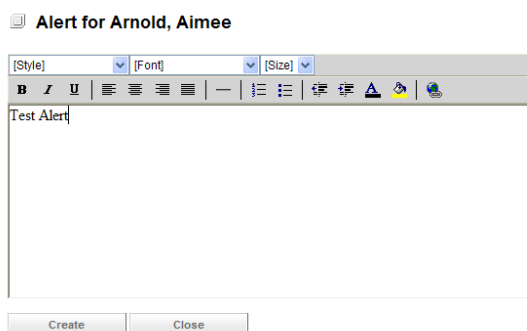 Alert for Arnold, Aimee
[Style] [Font] [Size]
B I U A
Test Alert
Create Close